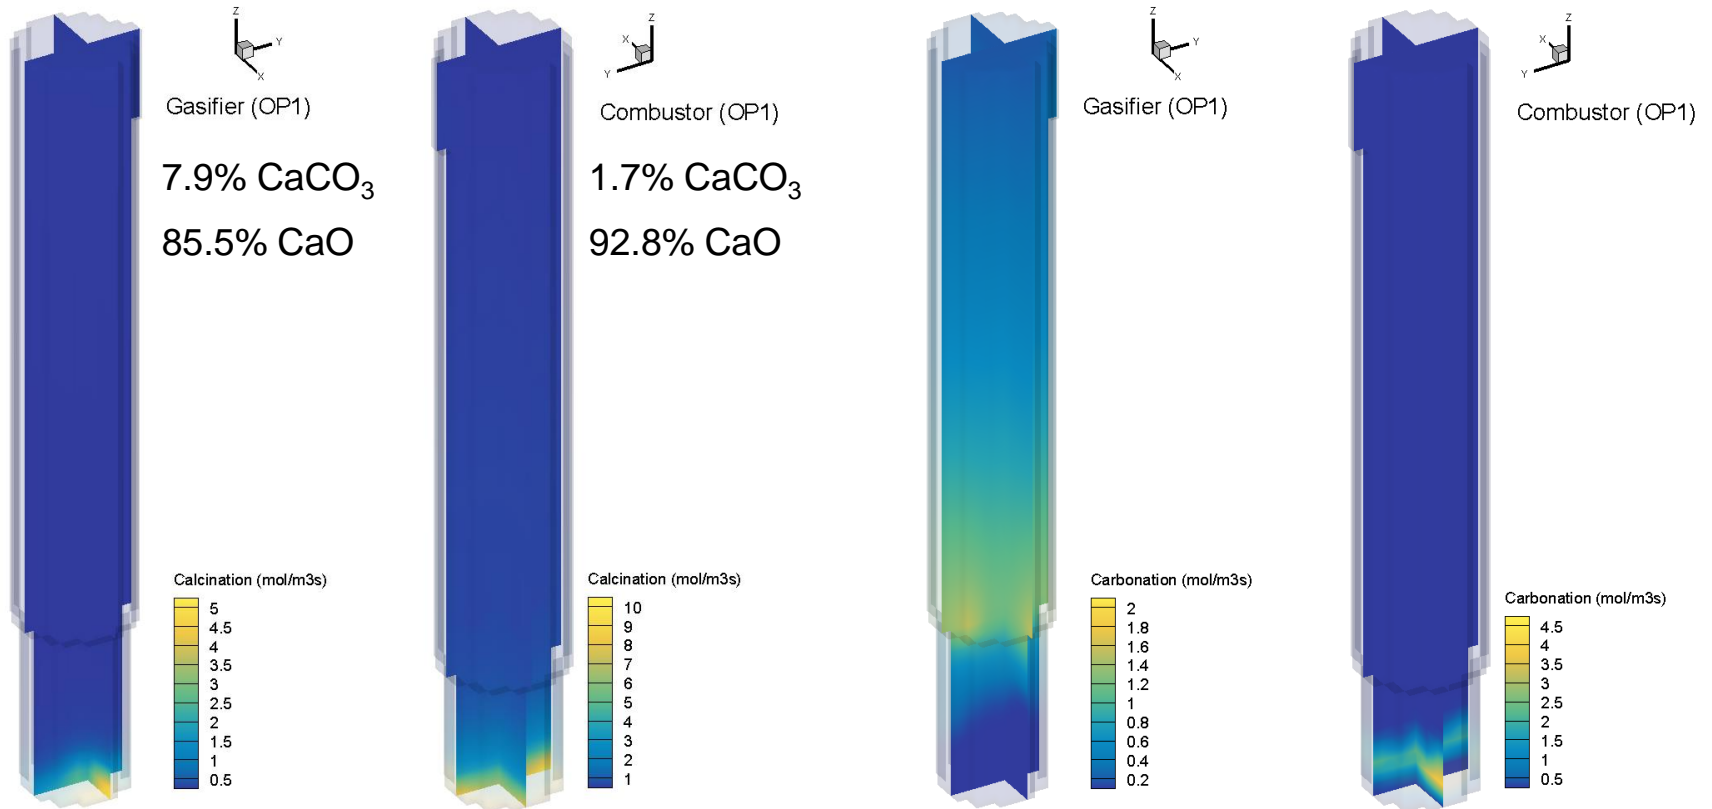 Z
Y
X
Gasifier (OP1)
7.9% CaCO₃
85.5% CaO
Calcination (mol/m3s)
5
4.5
4
3.5
3
2.5
2
1.5
1
0.5
Z
X
Y
Combustor (OP1)
1.7% CaCO₃
92.8% CaO
Calcination (mol/m3s)
10
9
8
7
6
5
4
3
2
1
Z
Y
X
Gasifier (OP1)
Carbonation (mol/m3s)
2
1.8
1.6
1.4
1.2
1
0.8
0.6
0.4
0.2
Z
X
Y
Combustor (OP1)
Carbonation (mol/m3s)
4.5
4
3.5
3
2.5
2
1.5
1
0.5